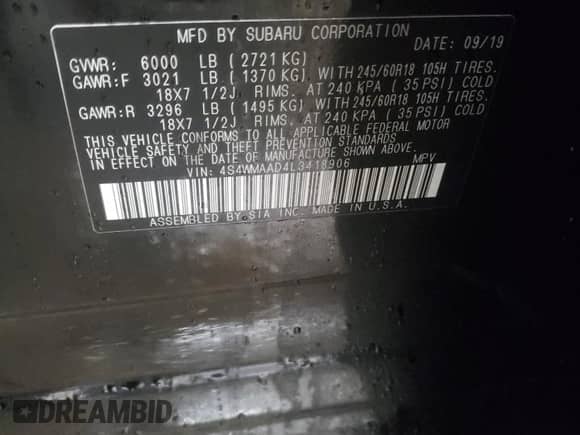 MFD BY SUBARU CORPORATION
DATE: 09/19
GVWR: 6000 LB ( 2721 KG)
GAWR:F 3021 LB ( 1370 KG). WITH 245/60R18 105H TIRES.
18X7 1/2J RIMS. AT 240 KPA ( 35 PSI) COLD
GAWR:R 3296 LB ( 1495 KG). WITH 245/60R18 105H TIRES.
18X7 1/2J RIMS. AT 240 KPA ( 35 PSI) COLD
THIS VEHICLE CONFORMS TO ALL APPLICABLE FEDERAL MOTOR
VEHICLE SAFETY AND THEFT PREVENTION STANDARDS
IN EFFECT ON THE DATE OF MANUFACTURE SHOWN ABOVE.
VIN: 4S4WMAAD4L3418906 MPV
ASSEMBLED BY SIA INC. MADE IN U.S.A.
DREAMBID